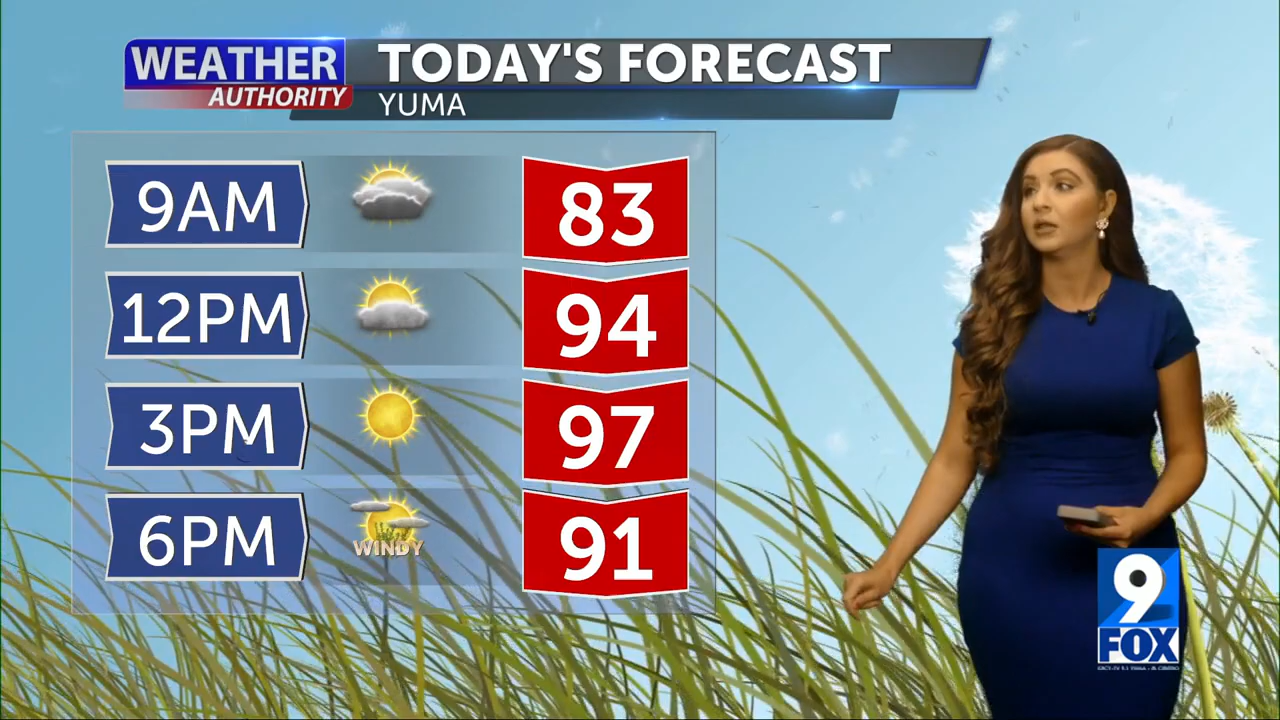 WEATHER
AUTHORITY
TODAY'S FORECAST
YUMA
9AM
83
12PM
94
3PM
97
6PM
WINDY
91
9
FOX